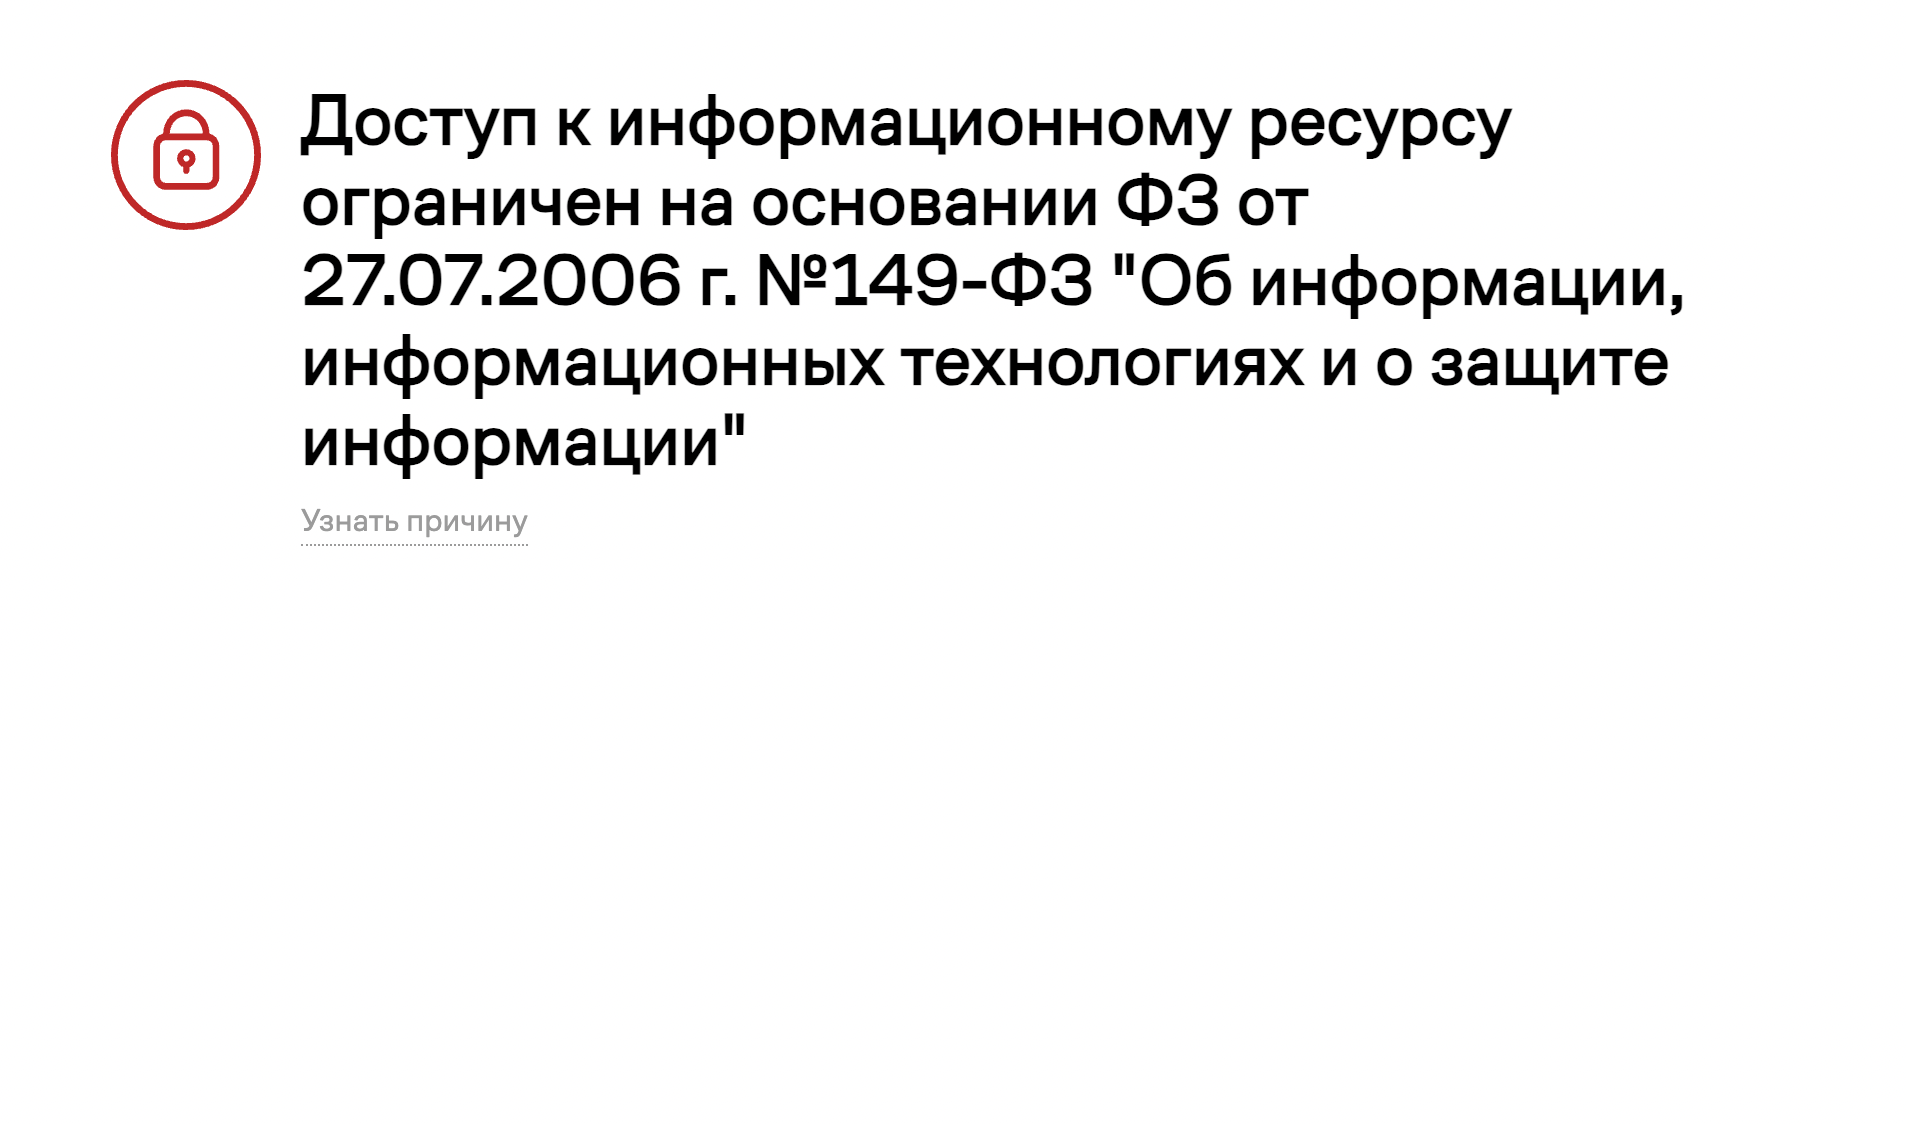 Доступ к информационному ресурсу
ограничен на основании ФЗ от
27.07.2006 г. №149-ФЗ "Об информации,
информационных технологиях и о защите
информации"
Узнать причину